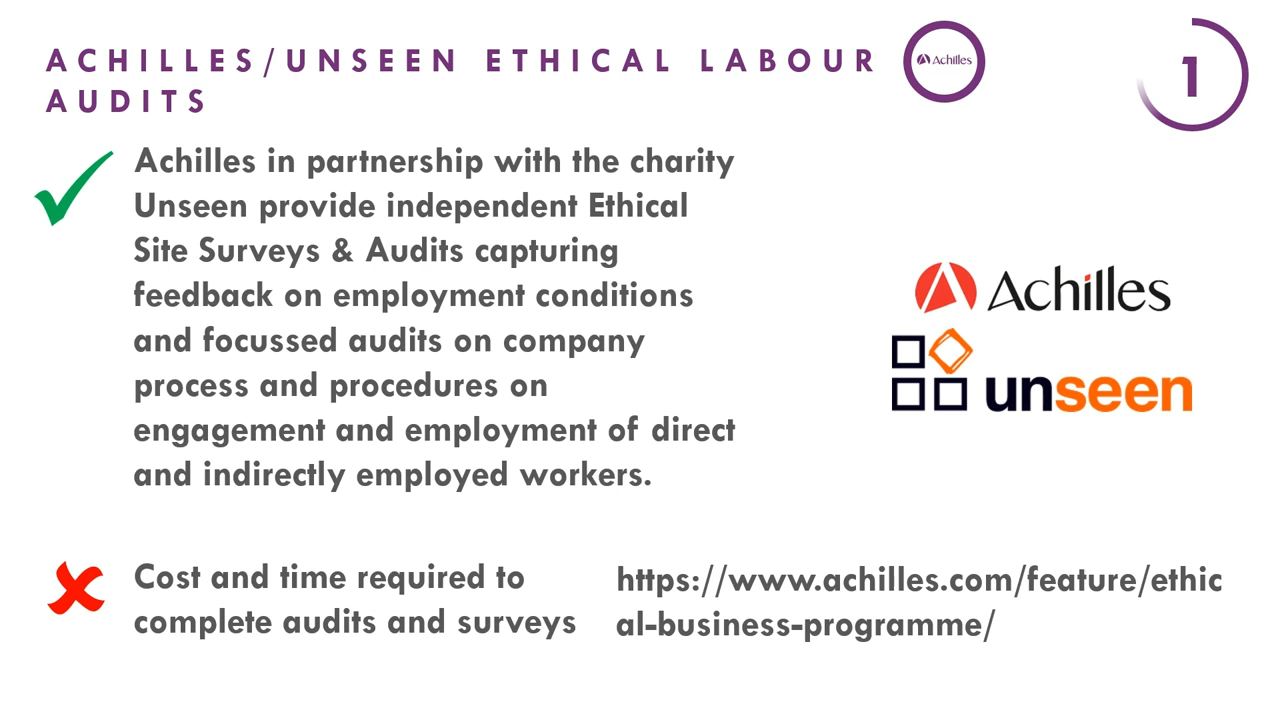 ACHILLES/UNSEEN ETHICAL LABOUR
AUDITS
Achilles
1
Achilles in partnership with the charity
Unseen provide independent Ethical
Site Surveys & Audits capturing
feedback on employment conditions
and focussed audits on company
process and procedures on
engagement and employment of direct
and indirectly employed workers.
Achilles
unseen
Cost and time required to
complete audits and surveys
https://www.achilles.com/feature/ethic
al-business-programme/